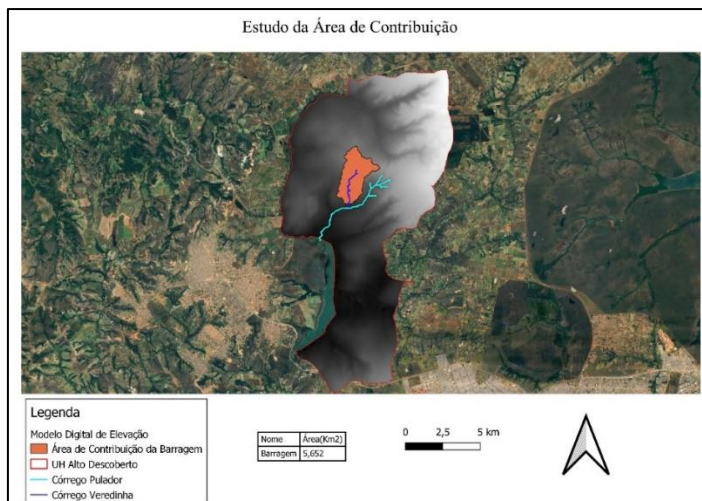 Estudo da Área de Contribuição
Legenda
Modelo Digital de Elevação
Área de Contribuição da Barragem
UH Alto Descoberto
Córrego Pulador
Córrego Veredinha
Nome Área(Km2)
Barragem 5,652
0 2,5 5 km